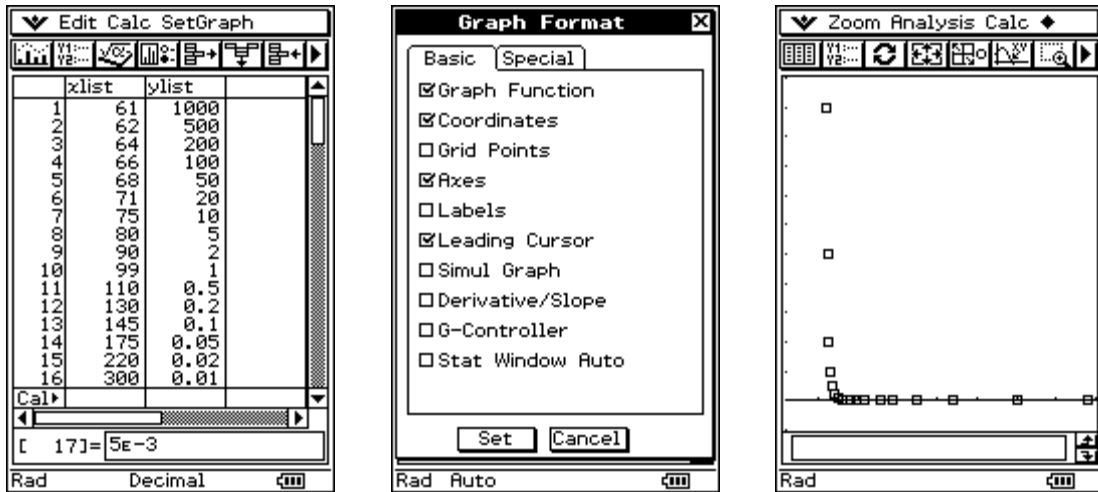 Edit Calc SetGraph
xlist ylist
1 61 1000
2 62 500
3 64 200
4 66 100
5 68 50
6 71 20
7 75 10
8 80 5
9 90 2
10 99 1
11 110 0.5
12 130 0.2
13 145 0.1
14 175 0.05
15 220 0.02
16 300 0.01
Cal▶
[ 17]= 5E-3
Rad Decimal
Graph Format
Basic Special
Graph Function
Coordinates
Grid Points
Axes
Labels
Leading Cursor
Simul Graph
Derivative/Slope
G-Controller
Stat Window Auto
Set Cancel
Rad Auto
Zoom Analysis Calc ◆
Rad